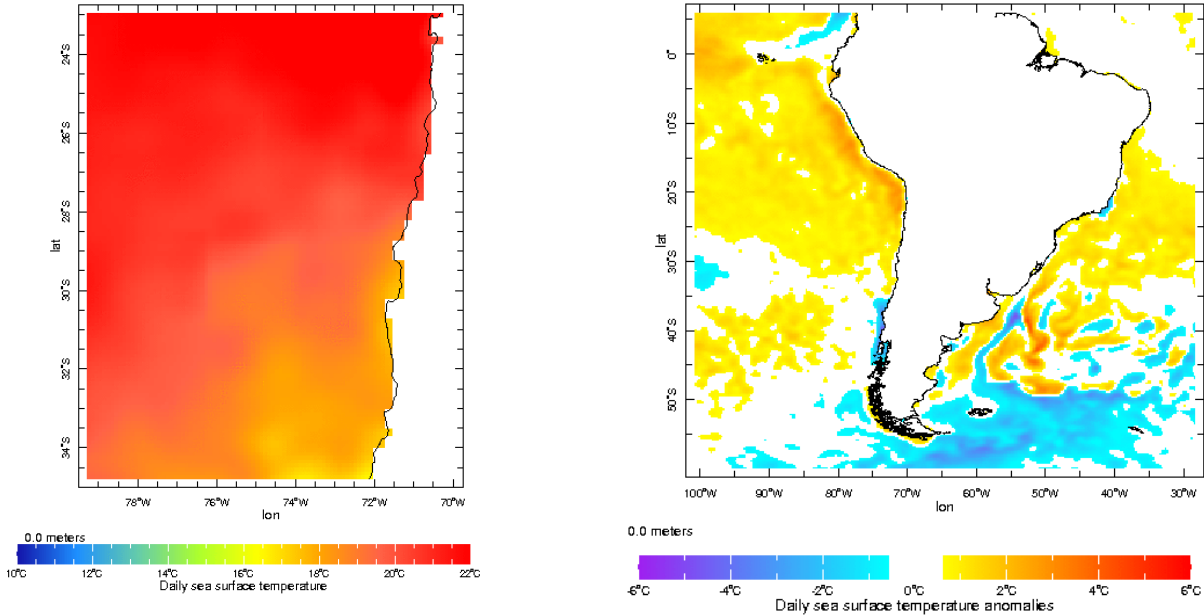 24°S
26°S
28°S
30°S
32°S
34°S
lat
78°W 76°W 74°W 72°W 70°W
lon
0.0 meters
10°C 12°C 14°C 16°C 18°C 20°C 22°C
Daily sea surface temperature
0°
10°S
20°S
30°S
40°S
50°S
lat
100°W 90°W 80°W 70°W 60°W 50°W 40°W 30°W
lon
0.0 meters
-6°C -4°C -2°C 0°C 2°C 4°C 6°C
Daily sea surface temperature anomalies